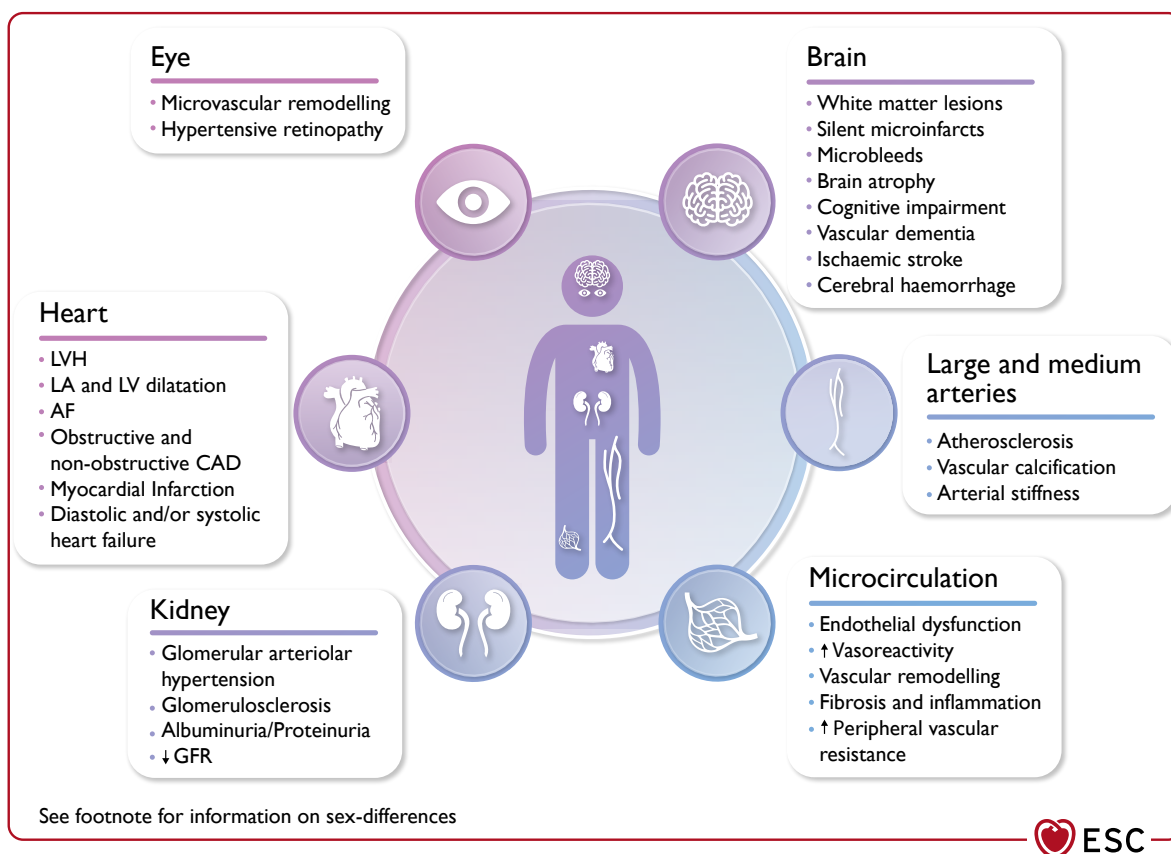 Eye
• Microvascular remodelling
• Hypertensive retinopathy
Brain
• White matter lesions
• Silent microinfarcts
• Microbleeds
• Brain atrophy
• Cognitive impairment
• Vascular dementia
• Ischaemic stroke
• Cerebral haemorrhage
Heart
• LVH
• LA and LV dilatation
• AF
• Obstructive and
non-obstructive CAD
• Myocardial Infarction
• Diastolic and/or systolic
heart failure
Large and medium
arteries
• Atherosclerosis
• Vascular calcification
• Arterial stiffness
Kidney
• Glomerular arteriolar
hypertension
• Glomerulosclerosis
• Albuminuria/Proteinuria
• ↓ GFR
Microcirculation
• Endothelial dysfunction
• ↑ Vasoreactivity
• Vascular remodelling
• Fibrosis and inflammation
• ↑ Peripheral vascular
resistance
See footnote for information on sex-differences
ESC